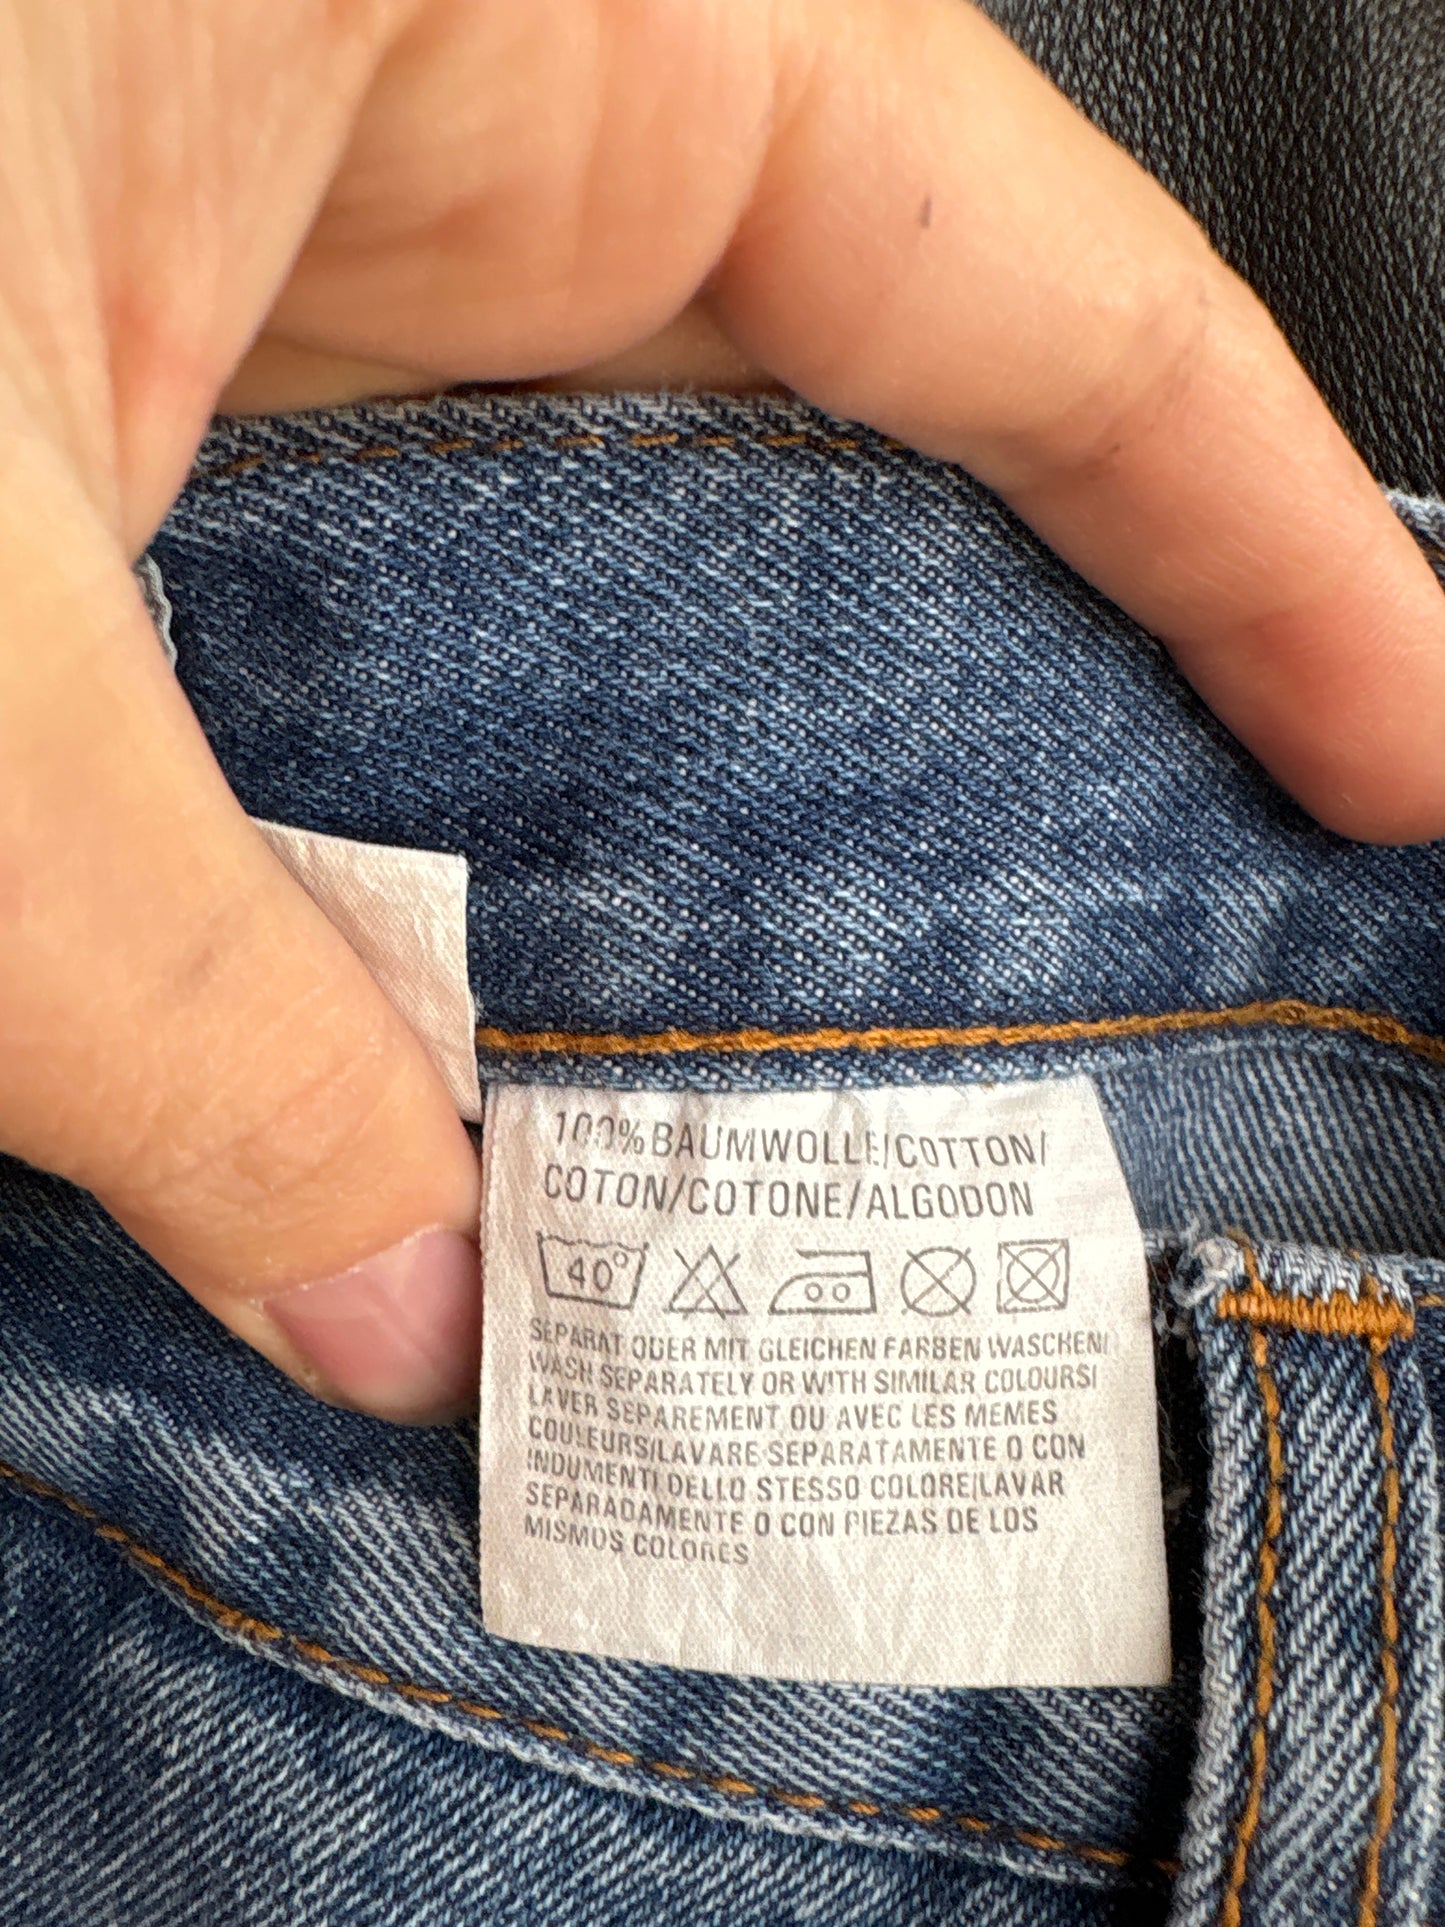 100% BAUMWOLLE/COTTON/
COTON/COTONE/ALGODON
40°
SEPARAT ODER MIT GLEICHEN FARBEN WASCHEN/
WASH SEPARATELY OR WITH SIMILAR COLOURS/
LAVER SEPAREMENT OU AVEC LES MEMES
COULEURS/LAVARE SEPARATAMENTE O CON
INDUMENTI DELLO STESSO COLORE/LAVAR
SEPARADAMENTE O CON PIEZAS DE LOS
MISMOS COLORES